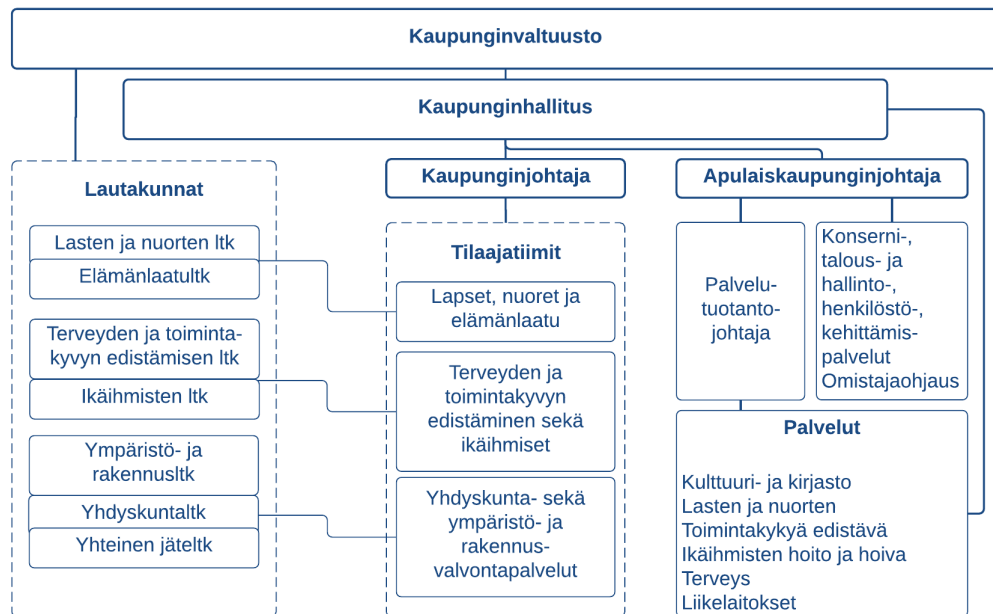 Kaupunginvaltuusto
Kaupunginhallitus
Lautakunnat
Lasten ja nuorten ltk
Elämänlaatultk
Terveyden ja toiminta-
kyvyn edistämisen ltk
Ikäihmisten ltk
Ympäristö- ja
rakennusltk
Yhdyskuntaltk
Yhteinen jäteltk
Kaupunginjohtaja
Tilaajatiimit
Lapset, nuoret ja
elämänlaatu
Terveyden ja
toimintakyvyn
edistäminen sekä
ikäihmiset
Yhdyskunta- sekä
ympäristö- ja
rakennus-
valvontapalvelut
Apulaiskaupunginjohtaja
Palvelu-
tuotanto-
johtaja
Konserni-,
talous- ja
hallinto-,
henkilöstö-,
kehittämis-
palvelut
Omistajaohjaus
Palvelut
Kulttuuri- ja kirjasto
Lasten ja nuorten
Toimintakykyä edistävä
Ikäihmisten hoito ja hoiva
Terveys
Liikelaitokset